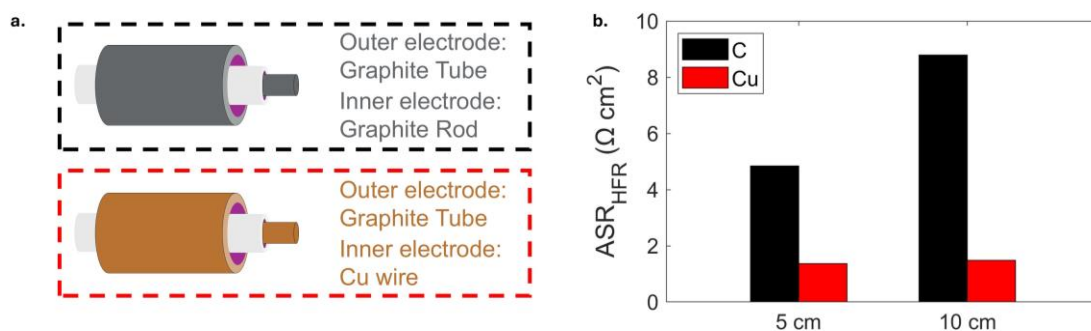 a.
Outer electrode:
Graphite Tube
Inner electrode:
Graphite Rod
Outer electrode:
Graphite Tube
Inner electrode:
Cu wire
b.
10
8
6
4
2
0
ASR_HFR (Ω cm²)
C
Cu
5 cm
10 cm